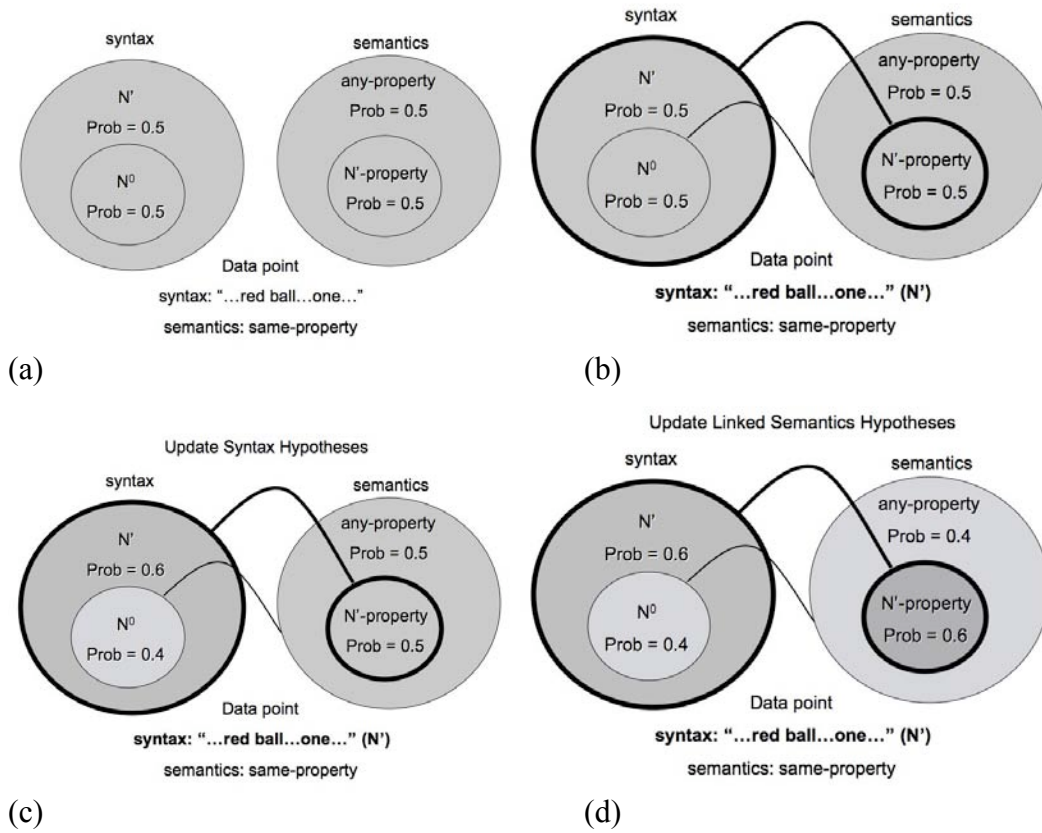 syntax
semantics
N'
Prob = 0.5
any-property
Prob = 0.5
N⁰
Prob = 0.5
N'-property
Prob = 0.5
Data point
syntax: “…red ball…one…”
semantics: same-property
(a)
syntax
semantics
N'
Prob = 0.5
any-property
Prob = 0.5
N⁰
Prob = 0.5
N'-property
Prob = 0.5
Data point
syntax: “…red ball…one…” (N’)
semantics: same-property
(b)
Update Syntax Hypotheses
syntax
semantics
N'
Prob = 0.6
any-property
Prob = 0.5
N⁰
Prob = 0.4
N'-property
Prob = 0.5
Data point
syntax: “…red ball…one…” (N’)
semantics: same-property
(c)
Update Linked Semantics Hypotheses
syntax
semantics
N'
Prob = 0.6
any-property
Prob = 0.4
N⁰
Prob = 0.4
N'-property
Prob = 0.6
Data point
syntax: “…red ball…one…” (N’)
semantics: same-property
(d)